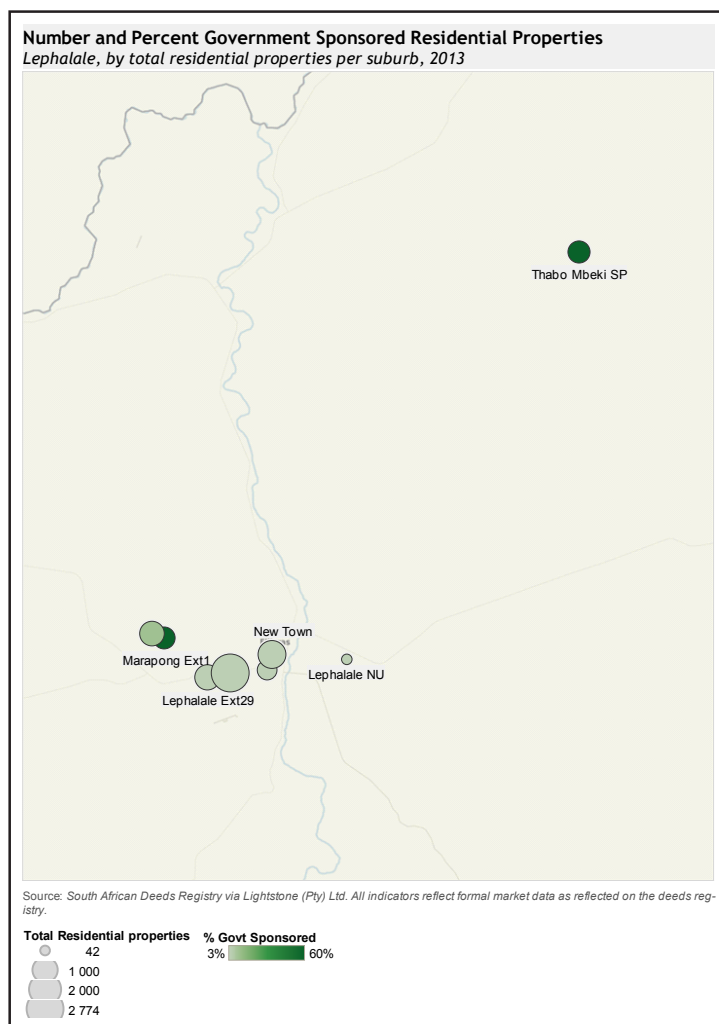 Number and Percent Government Sponsored Residential Properties
Lephalale, by total residential properties per suburb, 2013
Thabo Mbeki SP
New Town
Marapong Ext1
Lephalale NU
Lephalale Ext29
Source: South African Deeds Registry via Lightstone (Pty) Ltd. All indicators reflect formal market data as reflected on the deeds reg-
istry.
Total Residential properties
% Govt Sponsored
42
3%
60%
1 000
2 000
2 774